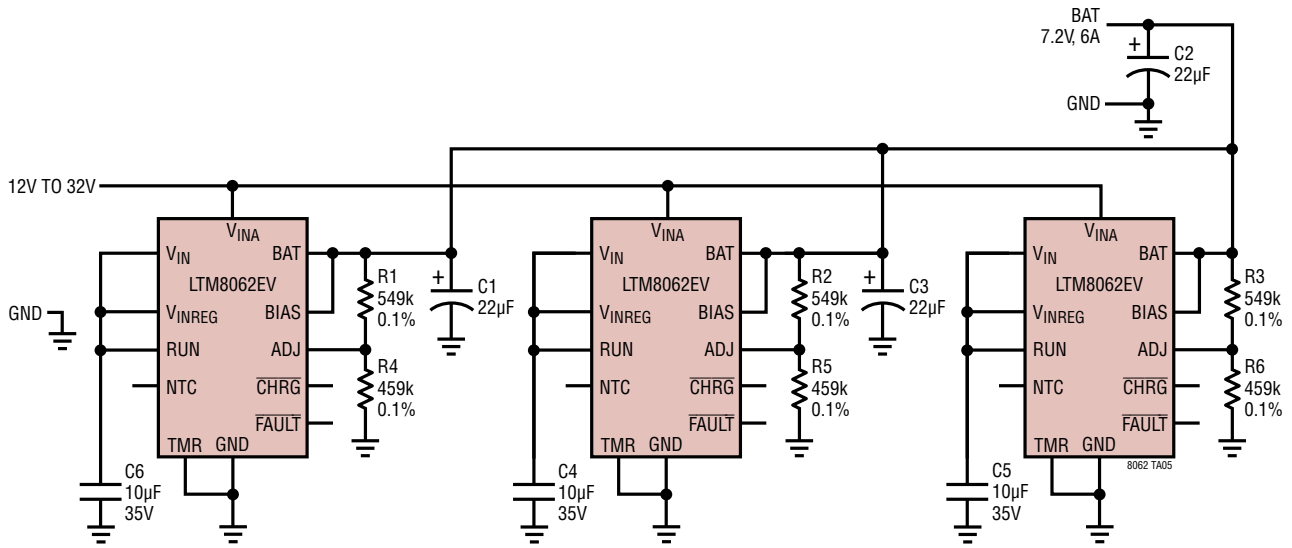 BAT
7.2V, 6A
+
C2
22µF
GND
12V TO 32V
GND
VINA
VIN
BAT
LTM8062EV
VINREG
BIAS
RUN
ADJ
NTC
CHRG
FAULT
TMR GND
R1
549k
0.1%
R4
459k
0.1%
+
C1
22µF
C6
10µF
35V
VINA
VIN
BAT
LTM8062EV
VINREG
BIAS
RUN
ADJ
NTC
CHRG
FAULT
TMR GND
R2
549k
0.1%
R5
459k
0.1%
+
C3
22µF
C4
10µF
35V
VINA
VIN
BAT
LTM8062EV
VINREG
BIAS
RUN
ADJ
NTC
CHRG
FAULT
TMR GND
R3
549k
0.1%
R6
459k
0.1%
8062 TA05
C5
10µF
35V